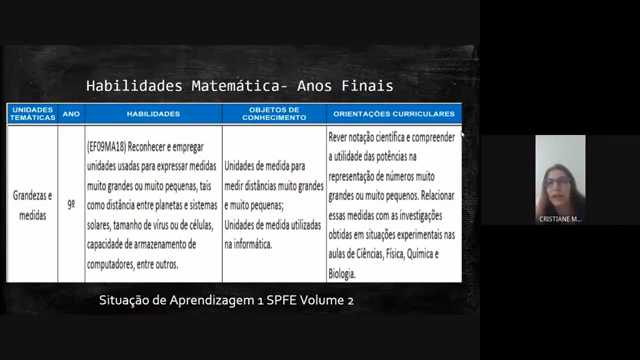 Habilidades Matemática- Anos Finais
UNIDADES TEMÁTICAS
ANO
HABILIDADES
OBJETOS DE CONHECIMENTO
ORIENTAÇÕES CURRICULARES
Grandezas e
medidas
9º
(EF09MA18) Reconhecer e empregar
unidades usadas para expressar medidas
muito grandes ou muito pequenas, tais
como distância entre planetas e sistemas
solares, tamanho de vírus ou de células,
capacidade de armazenamento de
computadores, entre outros.
Unidades de medida para
medir distâncias muito grandes
e muito pequenas;
Unidades de medida utilizadas
na informática.
Rever notação científica e compreender
a utilidade das potências na
representação de números muito
grandes ou muito pequenos. Relacionar
essas medidas com as investigações
obtidas em situações experimentais nas
aulas de Ciências, Física, Química e
Biologia.
Situação de Aprendizagem 1 SPFE Volume 2
CRISTIANE M...